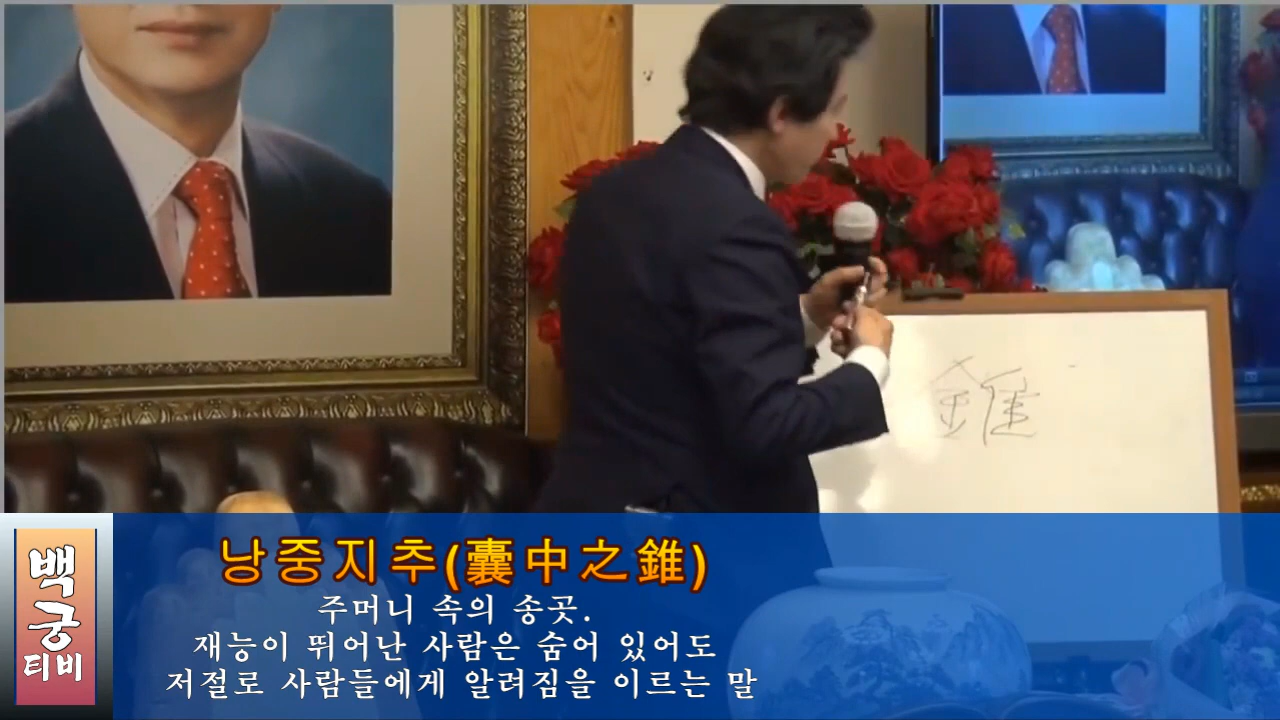 錐
백궁
티비
낭중지추(囊中之錐)
주머니 속의 송곳.
재능이 뛰어난 사람은 숨어 있어도
저절로 사람들에게 알려짐을 이르는 말